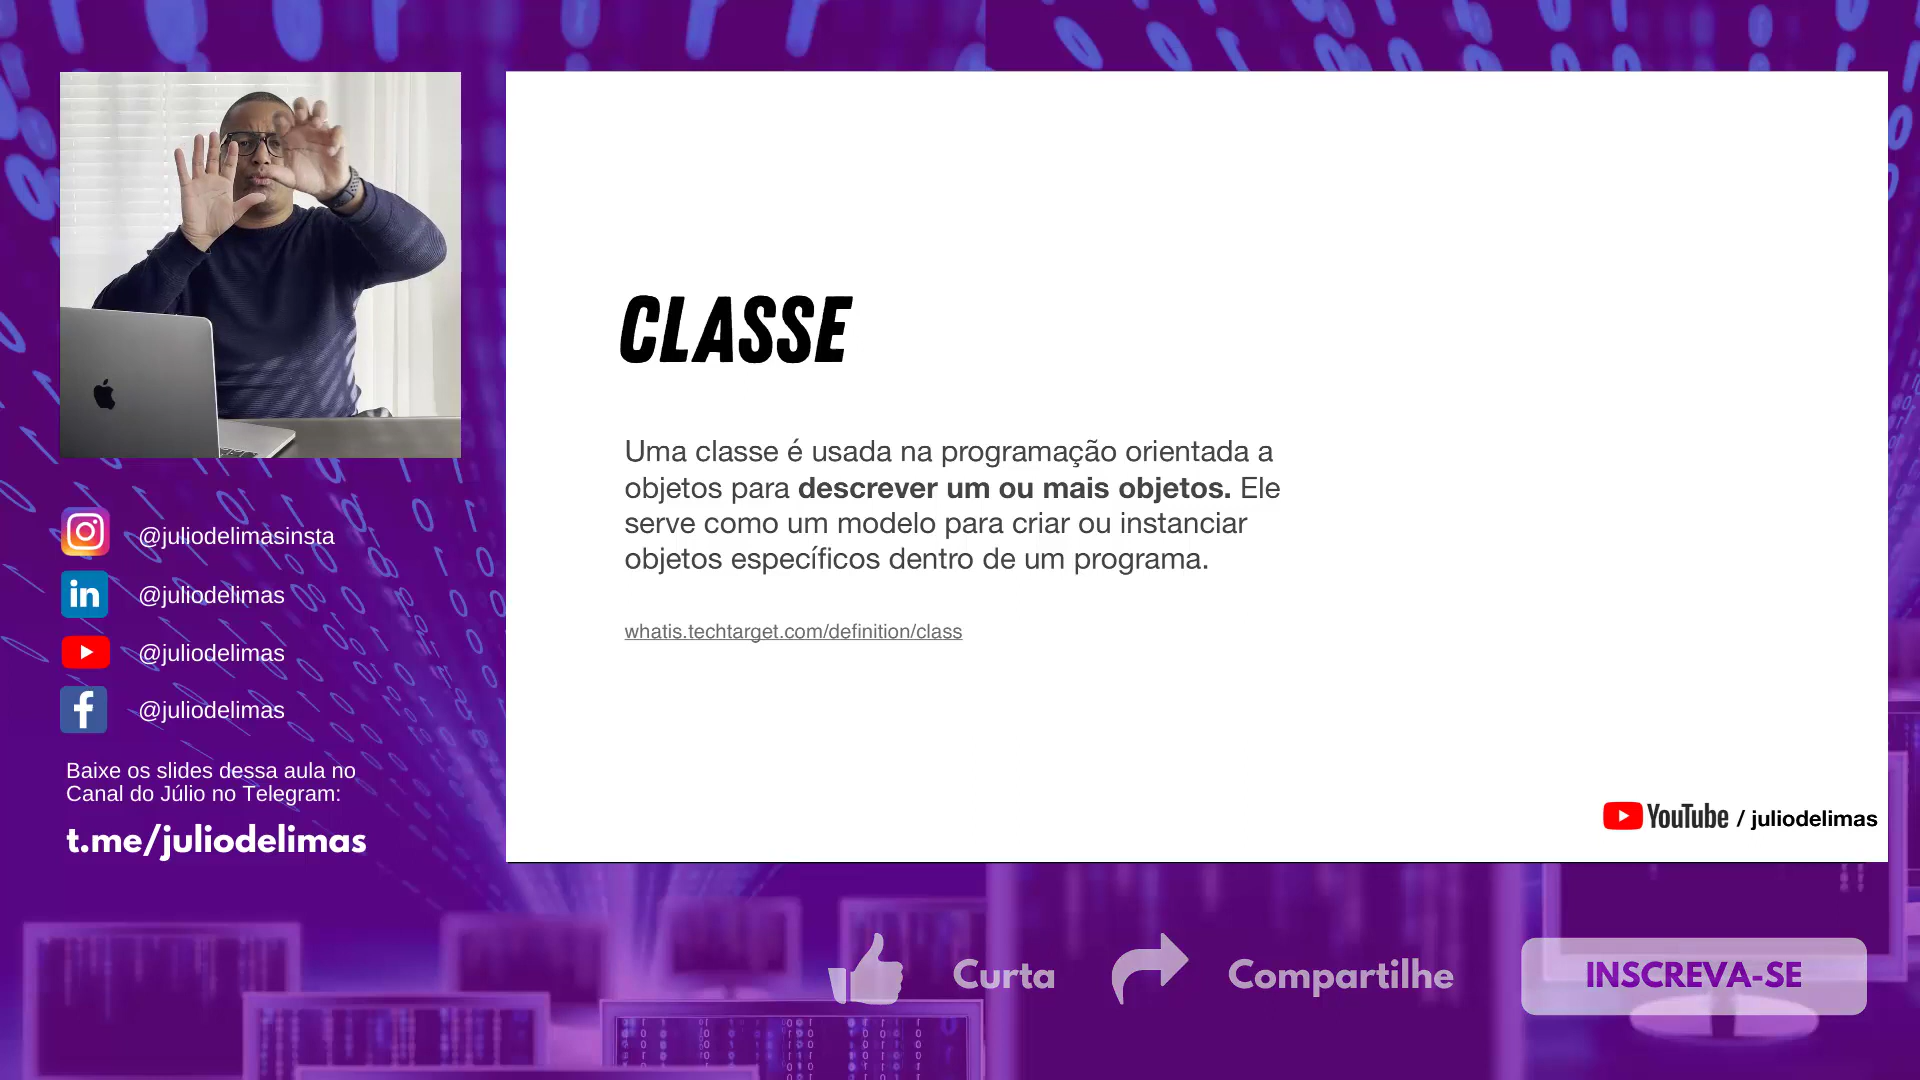 CLASSE
Uma classe é usada na programação orientada a
objetos para descrever um ou mais objetos. Ele
serve como um modelo para criar ou instanciar
objetos específicos dentro de um programa.
whatis.techtarget.com/definition/class
YouTube / juliodelimas
@juliodelimasinsta
in @juliodelimas
@juliodelimas
f @juliodelimas
Baixe os slides dessa aula no
Canal do Júlio no Telegram:
t.me/juliodelimas
Curta
Compartilhe
INSCREVA-SE